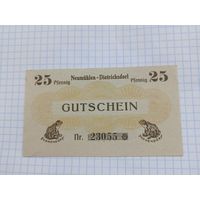 25 Pfennig Neumühlen - Dietrichsdorf Pfennig 25
GUTSCHEIN
Nr. 23055